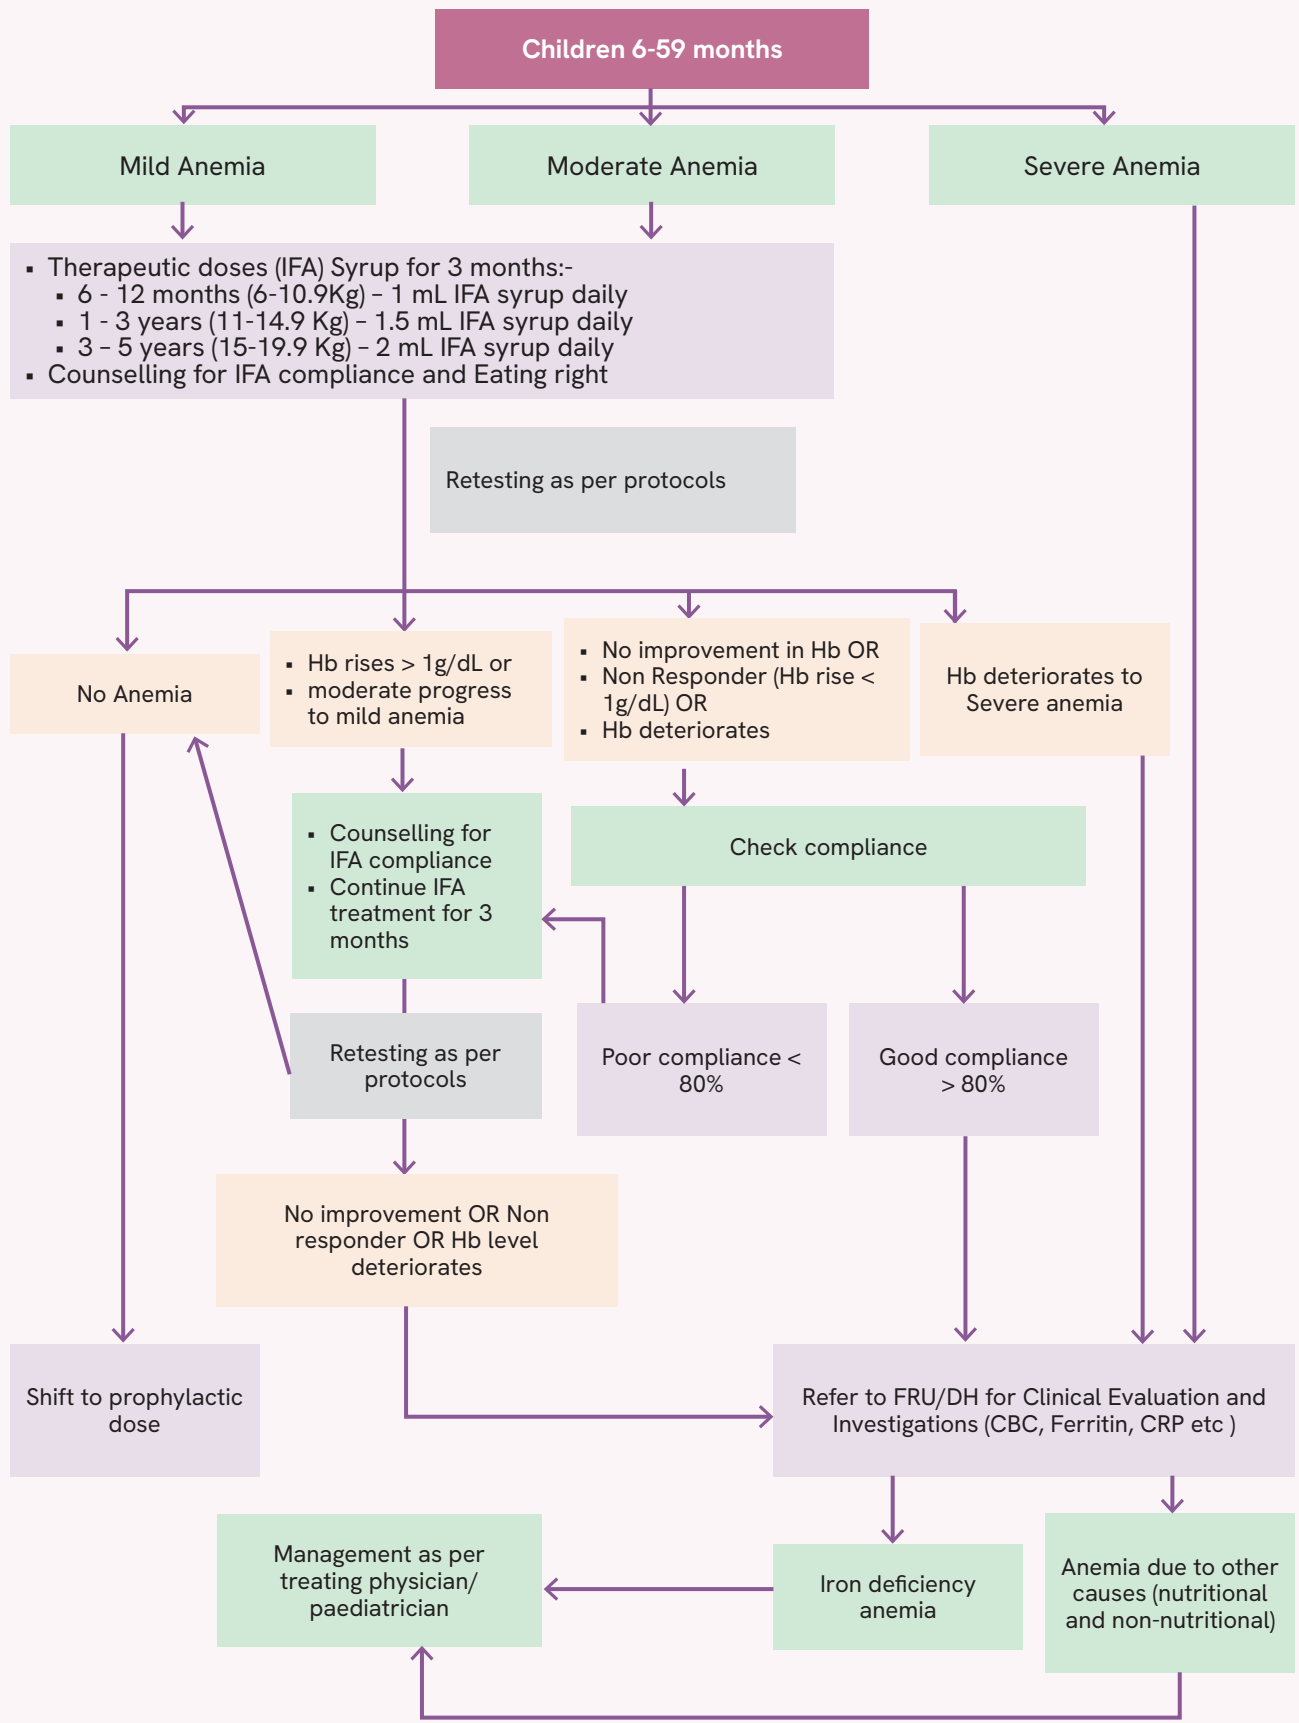 Children 6-59 months
Mild Anemia
Moderate Anemia
Severe Anemia
▪ Therapeutic doses (IFA) Syrup for 3 months:-
▪ 6 - 12 months (6-10.9Kg) – 1 mL IFA syrup daily
▪ 1 - 3 years (11-14.9 Kg) – 1.5 mL IFA syrup daily
▪ 3 – 5 years (15-19.9 Kg) – 2 mL IFA syrup daily
▪ Counselling for IFA compliance and Eating right
Retesting as per protocols
No Anemia
▪ Hb rises > 1g/dL or
▪ moderate progress
to mild anemia
▪ No improvement in Hb OR
▪ Non Responder (Hb rise <
1g/dL) OR
▪ Hb deteriorates
Hb deteriorates to
Severe anemia
▪ Counselling for
IFA compliance
▪ Continue IFA
treatment for 3
months
Check compliance
Retesting as per
protocols
Poor compliance <
80%
Good compliance
> 80%
No improvement OR Non
responder OR Hb level
deteriorates
Shift to prophylactic
dose
Refer to FRU/DH for Clinical Evaluation and
Investigations (CBC, Ferritin, CRP etc )
Management as per
treating physician/
paediatrician
Iron deficiency
anemia
Anemia due to other
causes (nutritional
and non-nutritional)